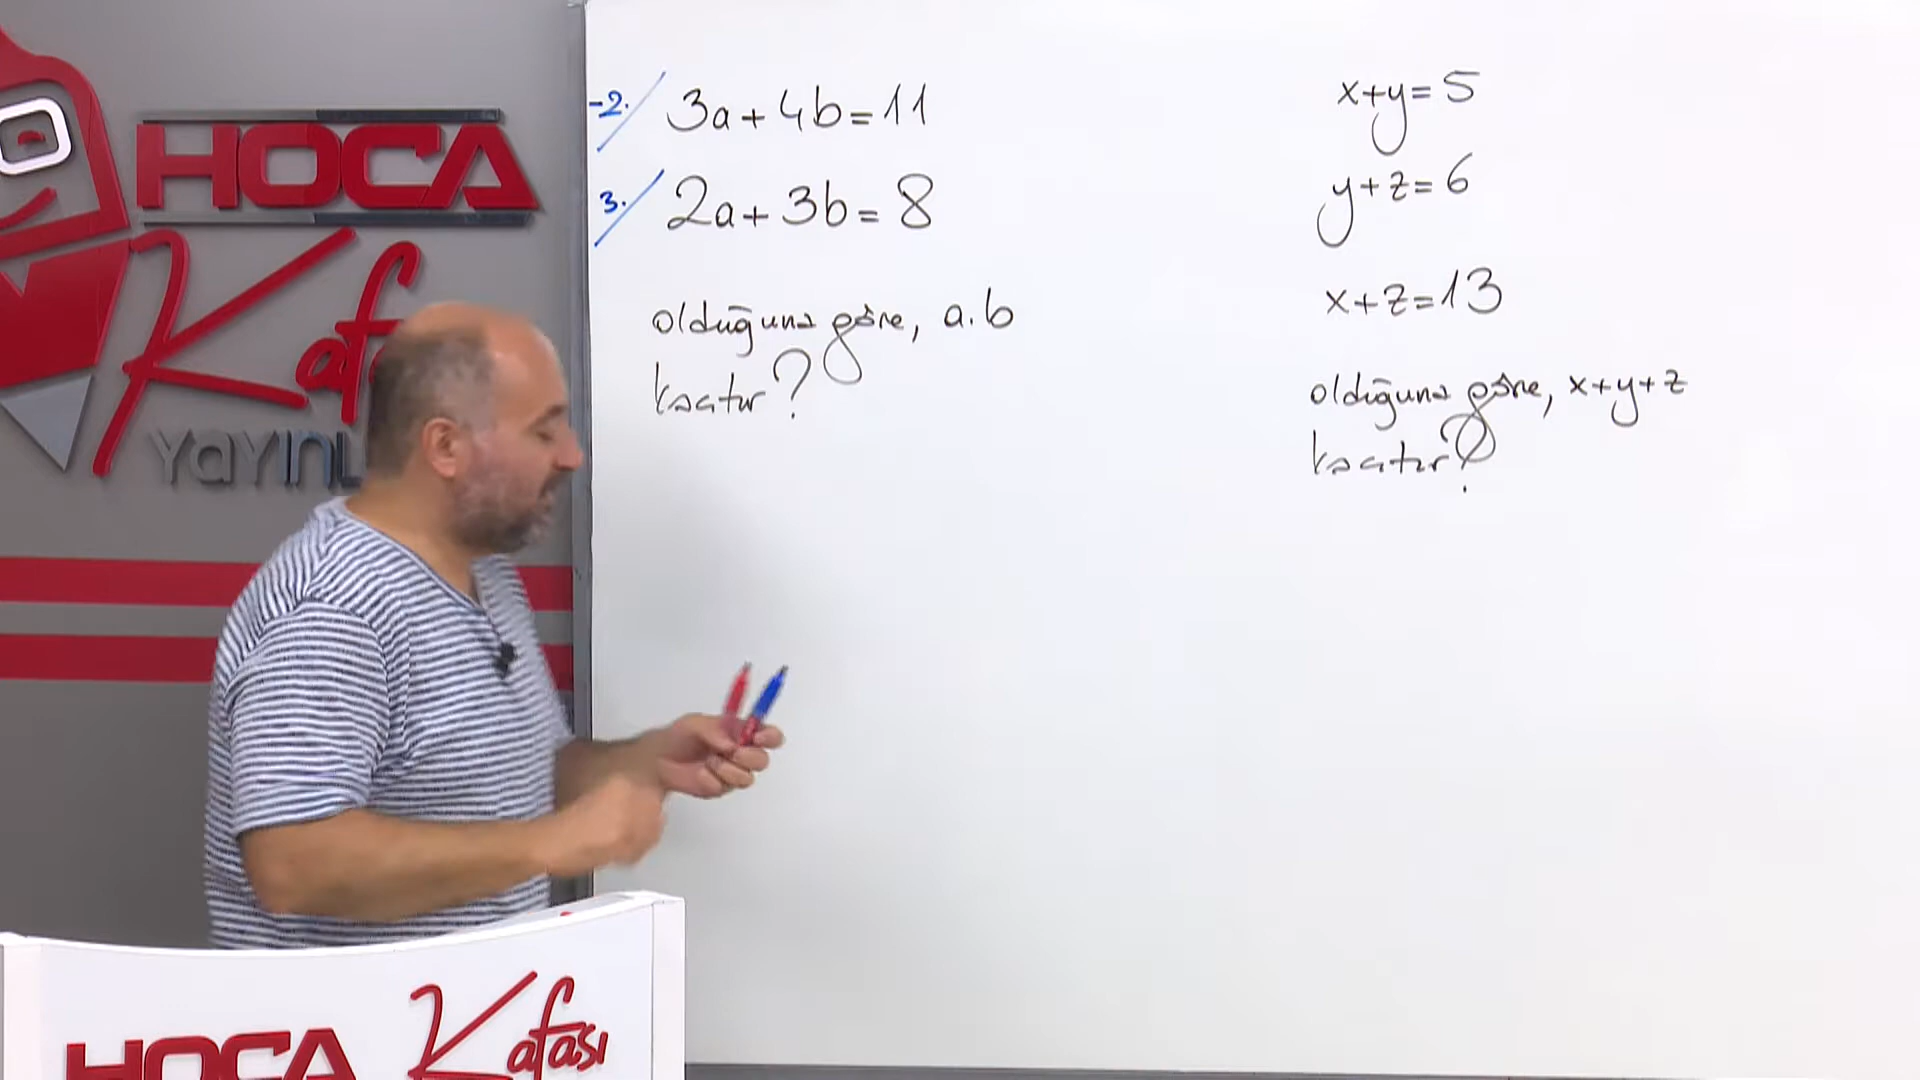 HOCA
Kafa
YAYINL
-2. 3a+4b=11
3. 2a+3b=8
olduğuna göre, a.b
kaçtır?
x+y=5
y+z=6
x+z=13
olduğuna göre, x+y+z
kaçtır?
HOCA
Kafası